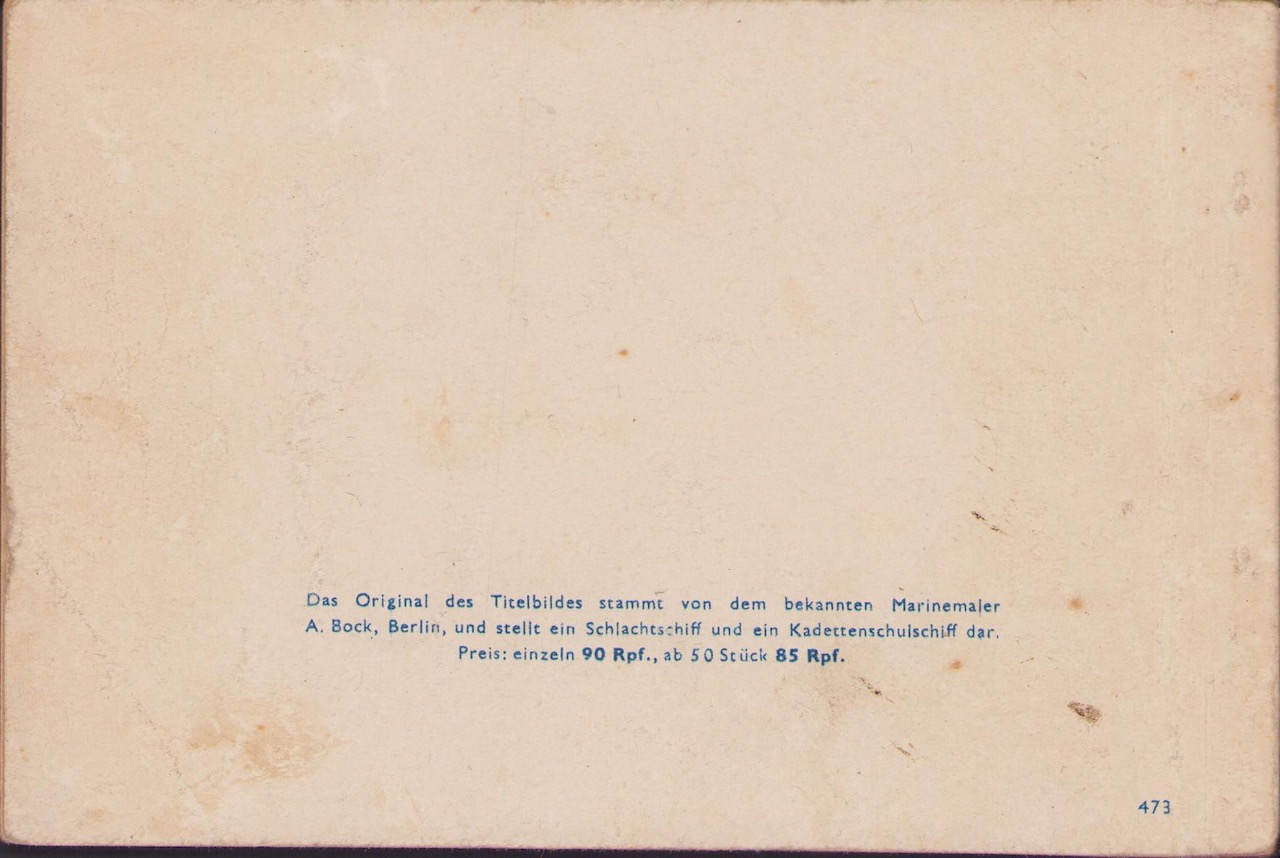 Das Original des Titelbildes stammt von dem bekannten Marinemaler
A. Bock, Berlin, und stellt ein Schlachtschiff und ein Kadettenschulschiff dar.
Preis: einzeln 90 Rpf., ab 50 Stück 85 Rpf.
473